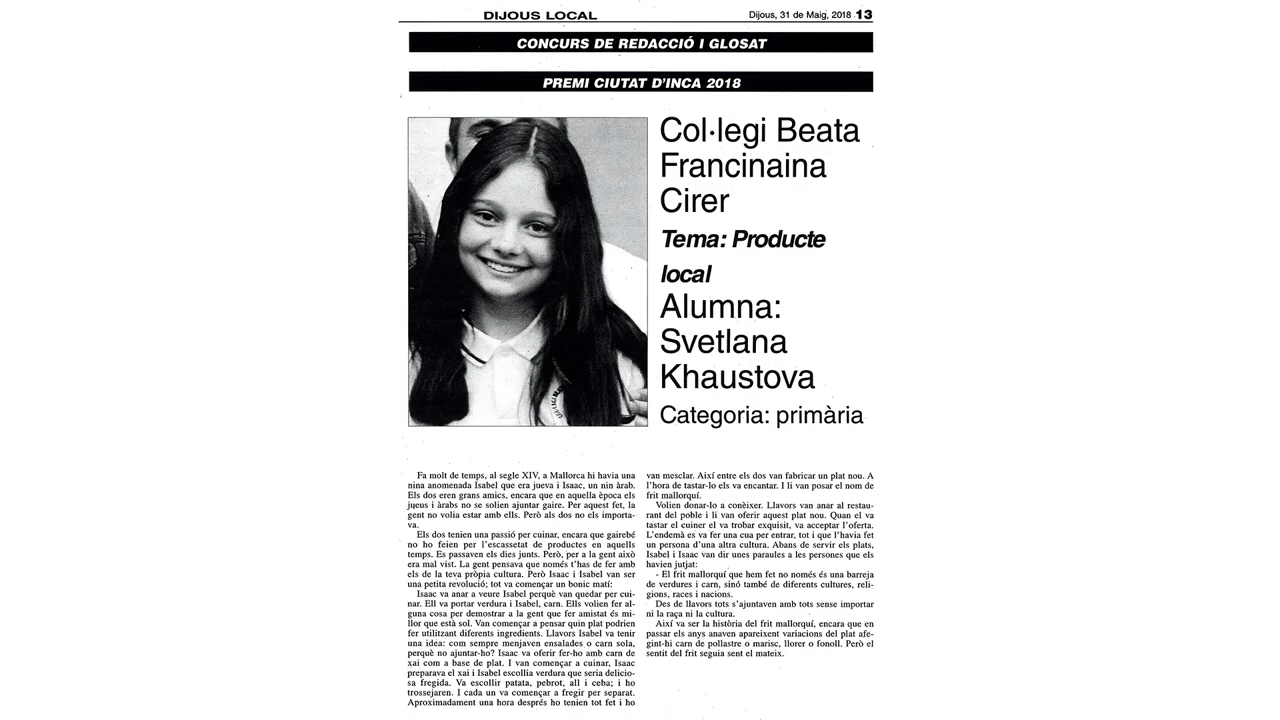 DIJOUS LOCAL
Dijous, 31 de Maig, 2018 13
CONCURS DE REDACCIÓ I GLOSAT
PREMI CIUTAT D'INCA 2018
Col·legi Beata
Francinaina
Cirer
Tema: Producte
local
Alumna:
Svetlana
Khaustova
Categoria: primària
Fa molt de temps, al segle XIV, a Mallorca hi havia una
nina anomenada Isabel que era jueva i Isaac, un nin àrab.
Els dos eren grans amics, encara que en aquella època els
jueus i àrabs no se solien ajuntar gaire. Per aquest fet, la
gent no volia estar amb ells. Però als dos no els importa-
va.
Els dos tenien una passió per cuinar, encara que gairebé
no ho feien per l'escassetat de productes en aquells
temps. Es passaven els dies junts. Però, per a la gent això
era mal vist. La gent pensava que només t'has de fer amb
els de la teva pròpia cultura. Però Isaac i Isabel van ser
una petita revolució; tot va començar un bonic matí:
Isaac va anar a veure Isabel perquè van quedar per cui-
nar. Ell va portar verdura i Isabel, carn. Ells volien fer al-
guna cosa per demostrar a la gent que fer amistat és mi-
llor que està sol. Van començar a pensar quin plat podrien
fer utilitzant diferents ingredients. Llavors Isabel va tenir
una idea: com sempre menjaven ensalades o carn sola,
perquè no ajuntar-ho? Isaac va oferir fer-ho amb carn de
xai com a base de plat. I van començar a cuinar, Isaac
preparava el xai i Isabel escollia verdura que seria delicio-
sa fregida. Va escollir patata, pebrot, all i ceba; i ho
trossejaren. I cada un va començar a fregir per separat.
Aproximadament una hora després ho tenien tot fet i ho
van mesclar. Així entre els dos van fabricar un plat nou. A
l'hora de tastar-lo els va encantar. I li van posar el nom de
frit mallorquí.
Volien donar-lo a conèixer. Llavors van anar al restau-
rant del poble i li van oferir aquest plat nou. Quan el va
tastar el cuiner el va trobar exquisit, va acceptar l'oferta.
L'endemà es va fer una cua per entrar, tot i que l'havia fet
un persona d'una altra cultura. Abans de servir els plats,
Isabel i Isaac van dir unes paraules a les persones que els
havien jutjat:
- El frit mallorquí que hem fet no només és una barreja
de verdures i carn, sinó també de diferents cultures, reli-
gions, races i nacions.
Des de llavors tots s'ajuntaven amb tots sense importar
ni la raça ni la cultura.
Així va ser la història del frit mallorquí, encara que en
passar els anys anaven apareixent variacions del plat afe-
gint-hi carn de pollastre o marisc, llorer o fonoll. Però el
sentit del frit seguia sent el mateix.